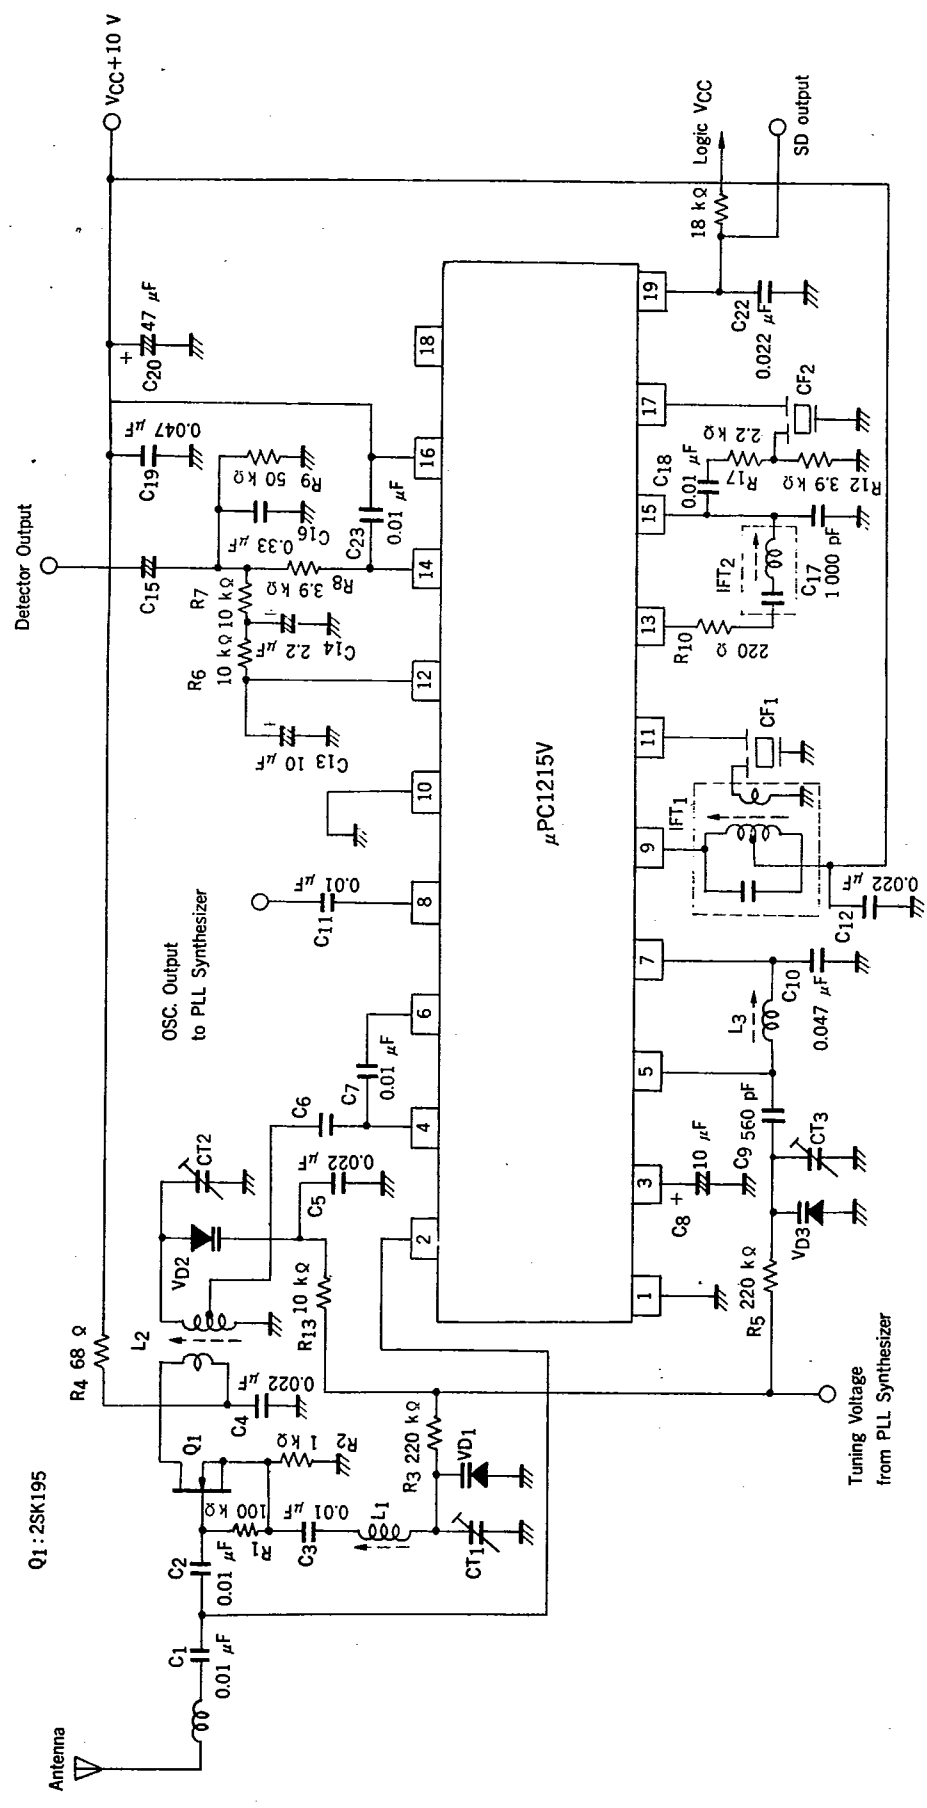 Q1 : 2SK195
Antenna
C1
0.01 μF
C2
0.01 μF
R1
100 kΩ
Q1
C3
0.01 μF
R2
1 kΩ
L1
CT1
VD1
R3 220 kΩ
R4 68 Ω
C4
0.022 μF
L2
VD2
CT2
R13 10 kΩ
C5
0.022 μF
C6
C7
0.01 μF
OSC. Output
to PLL Synthesizer
C11
0.01 μF
C13 10 μF
R6
10 kΩ
R7
10 kΩ
C14 2.2 μF
Detector Output
C15
R8 3.9 kΩ
C16
0.33 μF
R9 50 kΩ
C23
0.01 μF
C19
0.047 μF
+
C20 47 μF
VCC+10 V
2
4
6
8
10
12
14
16
18
μPC1215V
1
3
5
7
9
11
13
15
17
19
Tuning Voltage
from PLL Synthesizer
R5
220 kΩ
VD3
CT3
C8
+
10 μF
C9 560 pF
L3
C10
0.047 μF
C12
0.022 μF
IFT1
CF1
R10
220 Ω
IFT2
C17
1 000 pF
C18
0.01 μF
R17
2.2 kΩ
R12 3.9 kΩ
CF2
C22
0.022 μF
18 kΩ
Logic VCC
SD output